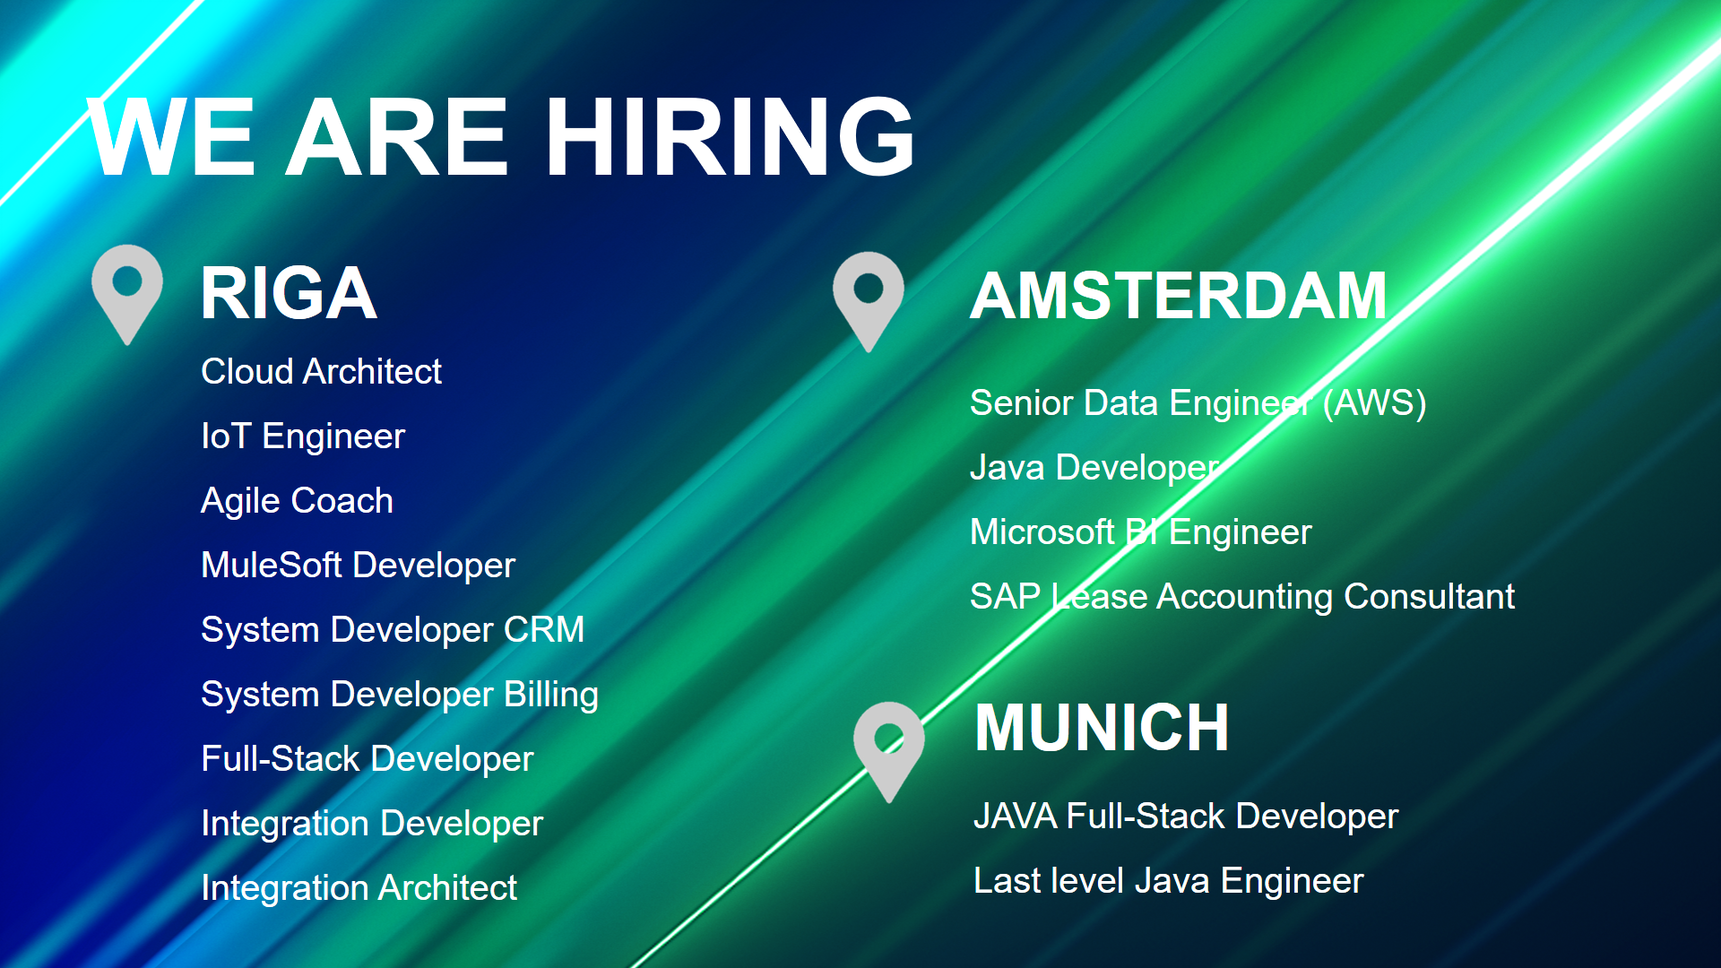 WE ARE HIRING
RIGA
Cloud Architect
IoT Engineer
Agile Coach
MuleSoft Developer
System Developer CRM
System Developer Billing
Full-Stack Developer
Integration Developer
Integration Architect
AMSTERDAM
Senior Data Engineer (AWS)
Java Developer
Microsoft BI Engineer
SAP Lease Accounting Consultant
MUNICH
JAVA Full-Stack Developer
Last level Java Engineer